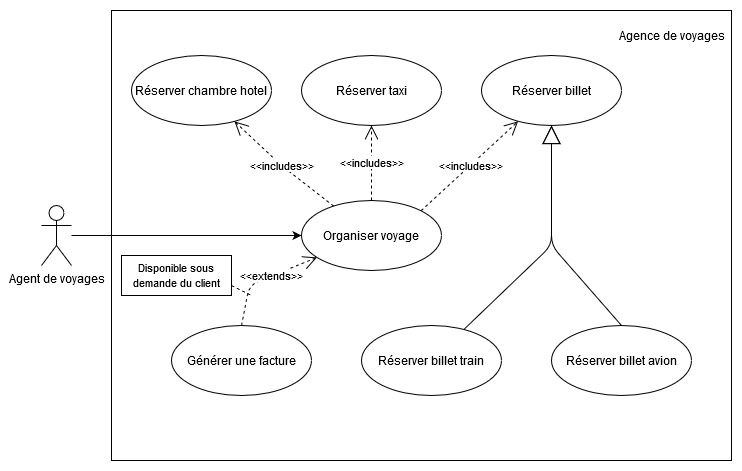 Agence de voyages
Réserver chambre hotel
Réserver taxi
Réserver billet
<<includes>>
<<includes>>
<<includes>>
Organiser voyage
Agent de voyages
Disponible sous
demande du client
<<extends>>
Générer une facture
Réserver billet train
Réserver billet avion